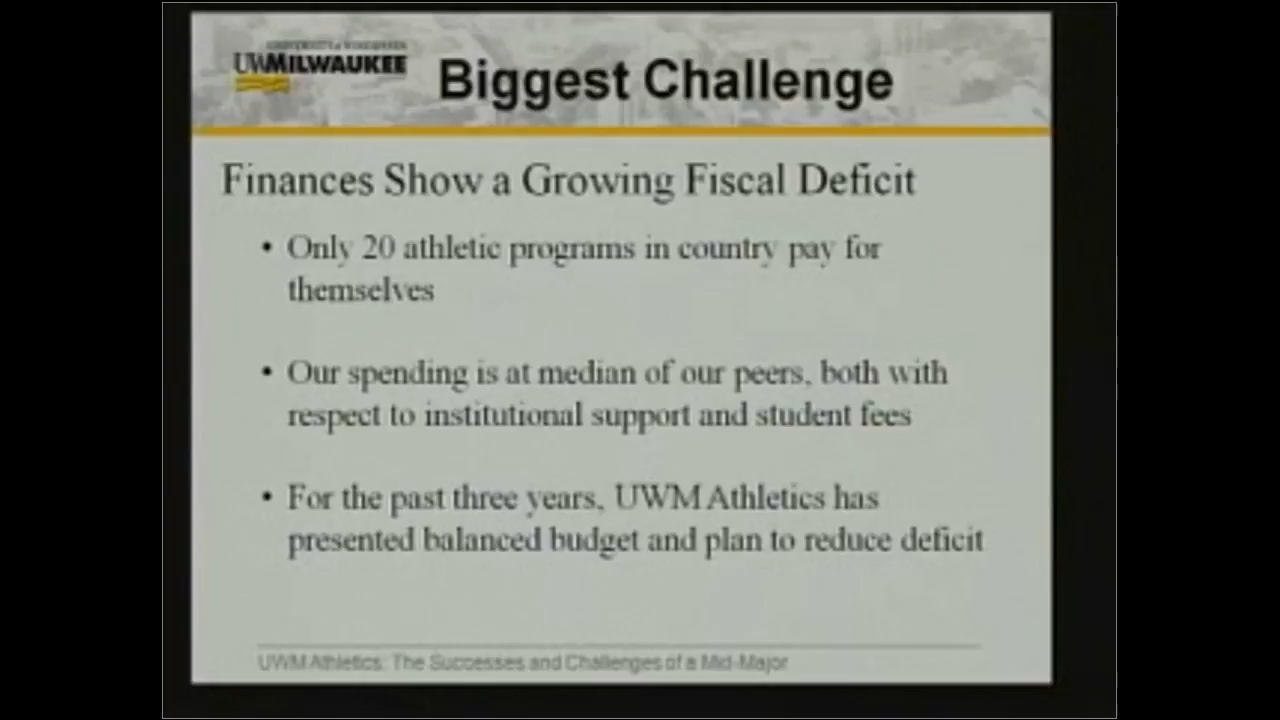 UNIVERSITY of WISCONSIN
UWMILWAUKEE
Biggest Challenge
Finances Show a Growing Fiscal Deficit
• Only 20 athletic programs in country pay for
themselves
• Our spending is at median of our peers, both with
respect to institutional support and student fees
• For the past three years, UWM Athletics has
presented balanced budget and plan to reduce deficit
UWM Athletics: The Successes and Challenges of a Mid-Major